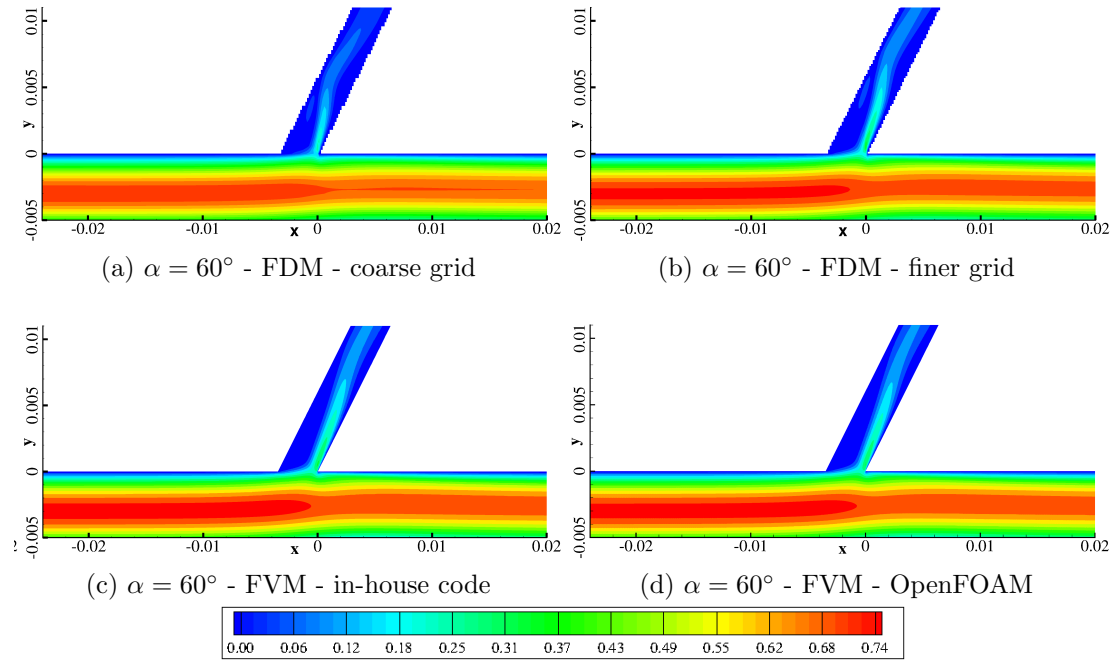 0.01
0.005
y
0
-0.005
-0.02
-0.01
x
0
0.01
0.02
(a) α = 60° - FDM - coarse grid
0.01
0.005
y
0
-0.005
-0.02
-0.01
x
0
0.01
0.02
(b) α = 60° - FDM - finer grid
0.01
0.005
y
0
-0.005
-0.02
-0.01
x
0
0.01
0.02
(c) α = 60° - FVM - in-house code
0.01
0.005
y
0
-0.005
-0.02
-0.01
x
0
0.01
0.02
(d) α = 60° - FVM - OpenFOAM
0.00 0.06 0.12 0.18 0.25 0.31 0.37 0.43 0.49 0.55 0.62 0.68 0.74